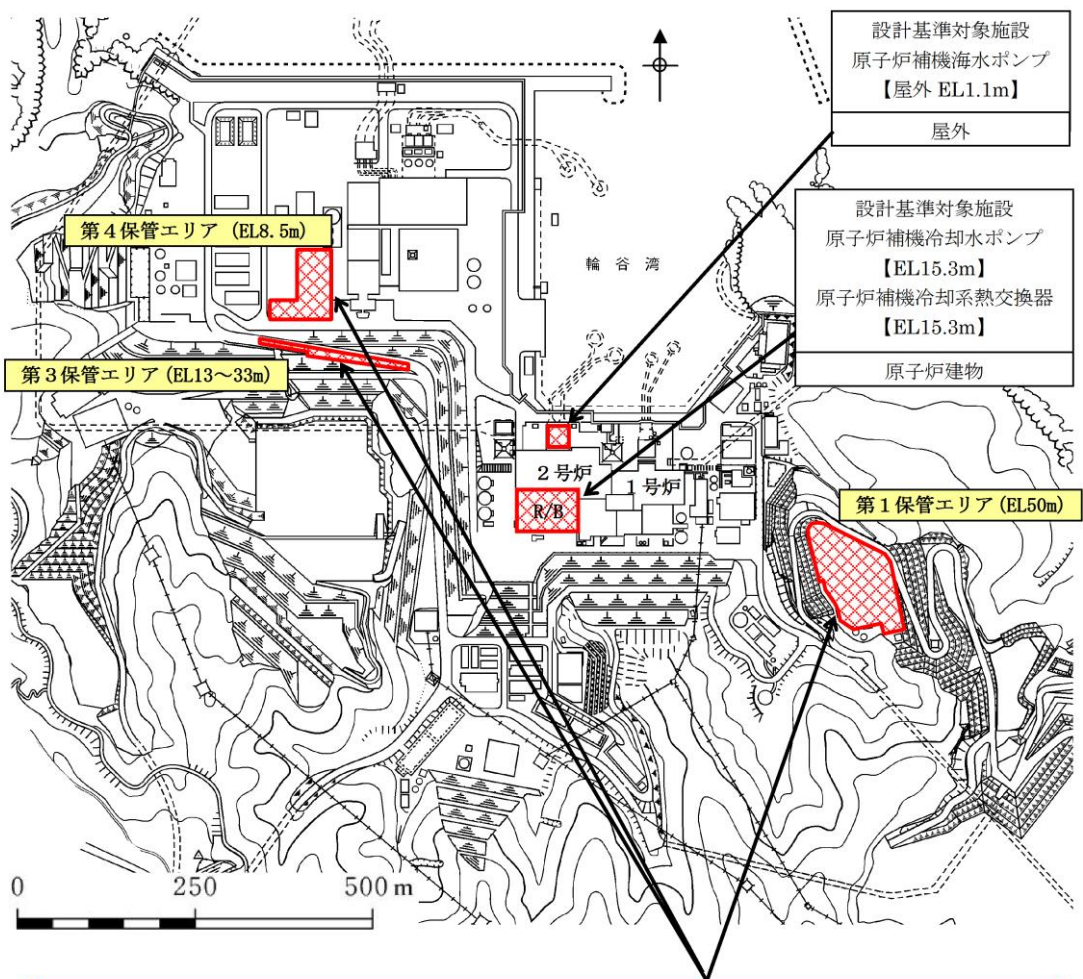 設計基準対象施設
原子炉補機海水ポンプ
【屋外 EL1.1m】
屋外
設計基準対象施設
原子炉補機冷却水ポンプ
【EL15.3m】
原子炉補機冷却系熱交換器
【EL15.3m】
原子炉建物
第４保管エリア（EL8.5m）
輪谷湾
第３保管エリア（EL13～33m）
２号炉
１号炉
R/B
第１保管エリア（EL50m）
0 250 500 m